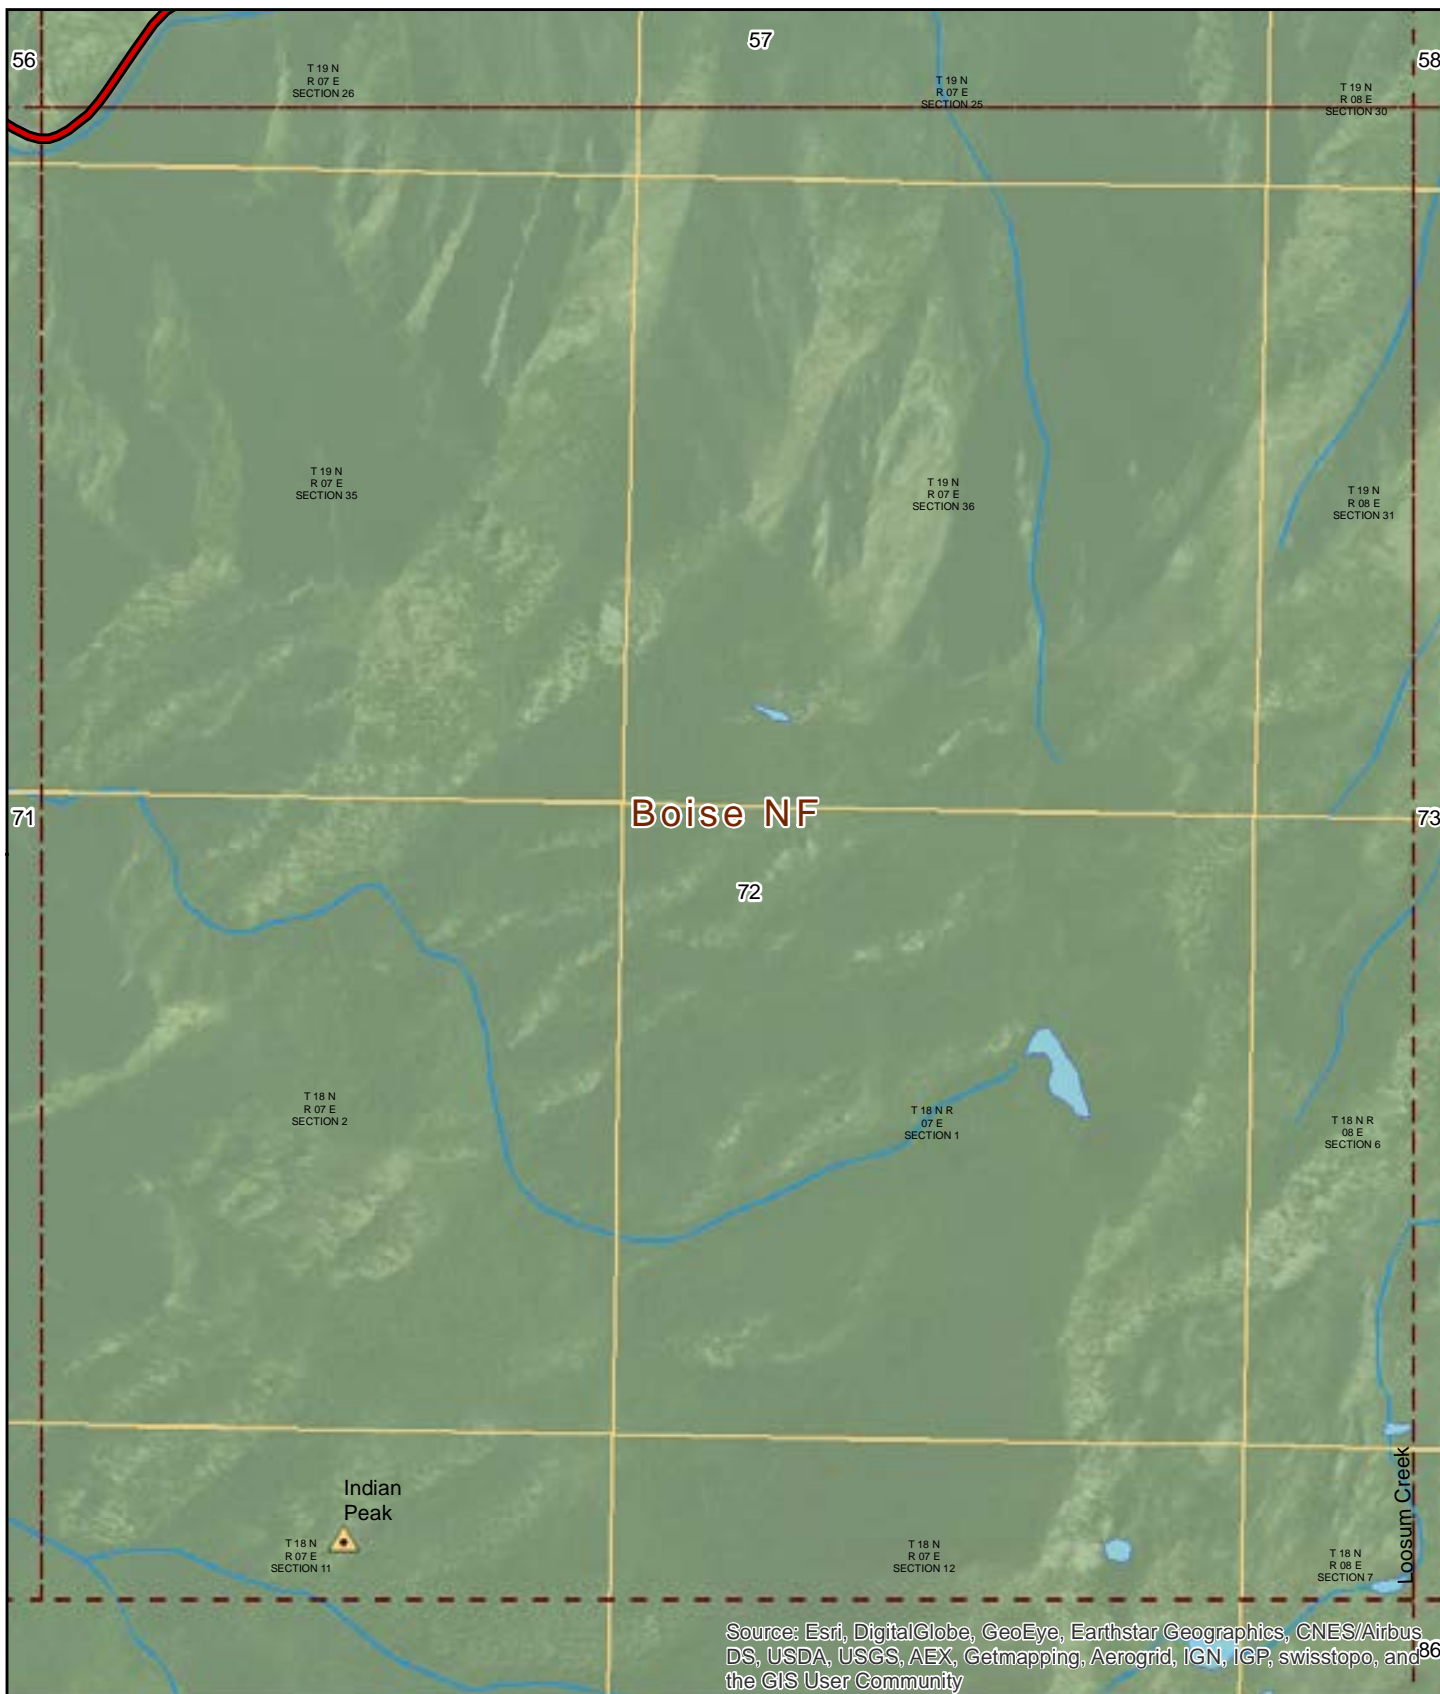 57
56
58
T 19 N
R 07 E
SECTION 26
T 19 N
R 07 E
SECTION 25
T 19 N
R 08 E
SECTION 30
T 19 N
R 07 E
SECTION 35
T 19 N
R 07 E
SECTION 36
T 19 N
R 08 E
SECTION 31
71
Boise NF
73
72
T 18 N
R 07 E
SECTION 2
T 18 N R
07 E
SECTION 1
T 18 N R
08 E
SECTION 6
Indian
Peak
Loosum Creek
T 18 N
R 07 E
SECTION 11
T 18 N
R 07 E
SECTION 12
T 18 N
R 08 E
SECTION 7
Source: Esri, DigitalGlobe, GeoEye, Earthstar Geographics, CNES/Airbus
DS, USDA, USGS, AEX, Getmapping, Aerogrid, IGN, IGP, swisstopo, and
the GIS User Community
86